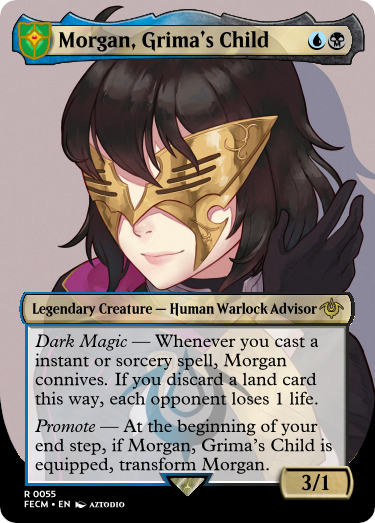 Morgan, Grima's Child
Legendary Creature — Human Warlock Advisor
Dark Magic — Whenever you cast a
instant or sorcery spell, Morgan
connives. If you discard a land card
this way, each opponent loses 1 life.
Promote — At the beginning of your
end step, if Morgan, Grima's Child is
equipped, transform Morgan.
3/1
R 0055
FECM • EN AZTODIO